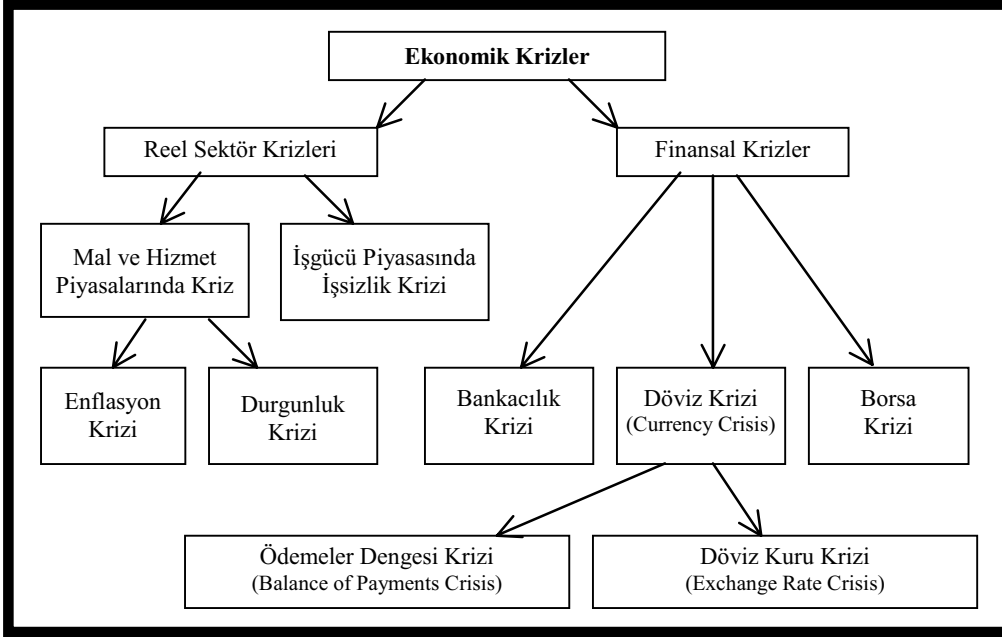 Ekonomik Krizler
Reel Sektör Krizleri
Finansal Krizler
Mal ve Hizmet
Piyasalarında Kriz
İşgücü Piyasasında
İşsizlik Krizi
Enflasyon
Krizi
Durgunluk
Krizi
Bankacılık
Krizi
Döviz Krizi
(Currency Crisis)
Borsa
Krizi
Ödemeler Dengesi Krizi
(Balance of Payments Crisis)
Döviz Kuru Krizi
(Exchange Rate Crisis)